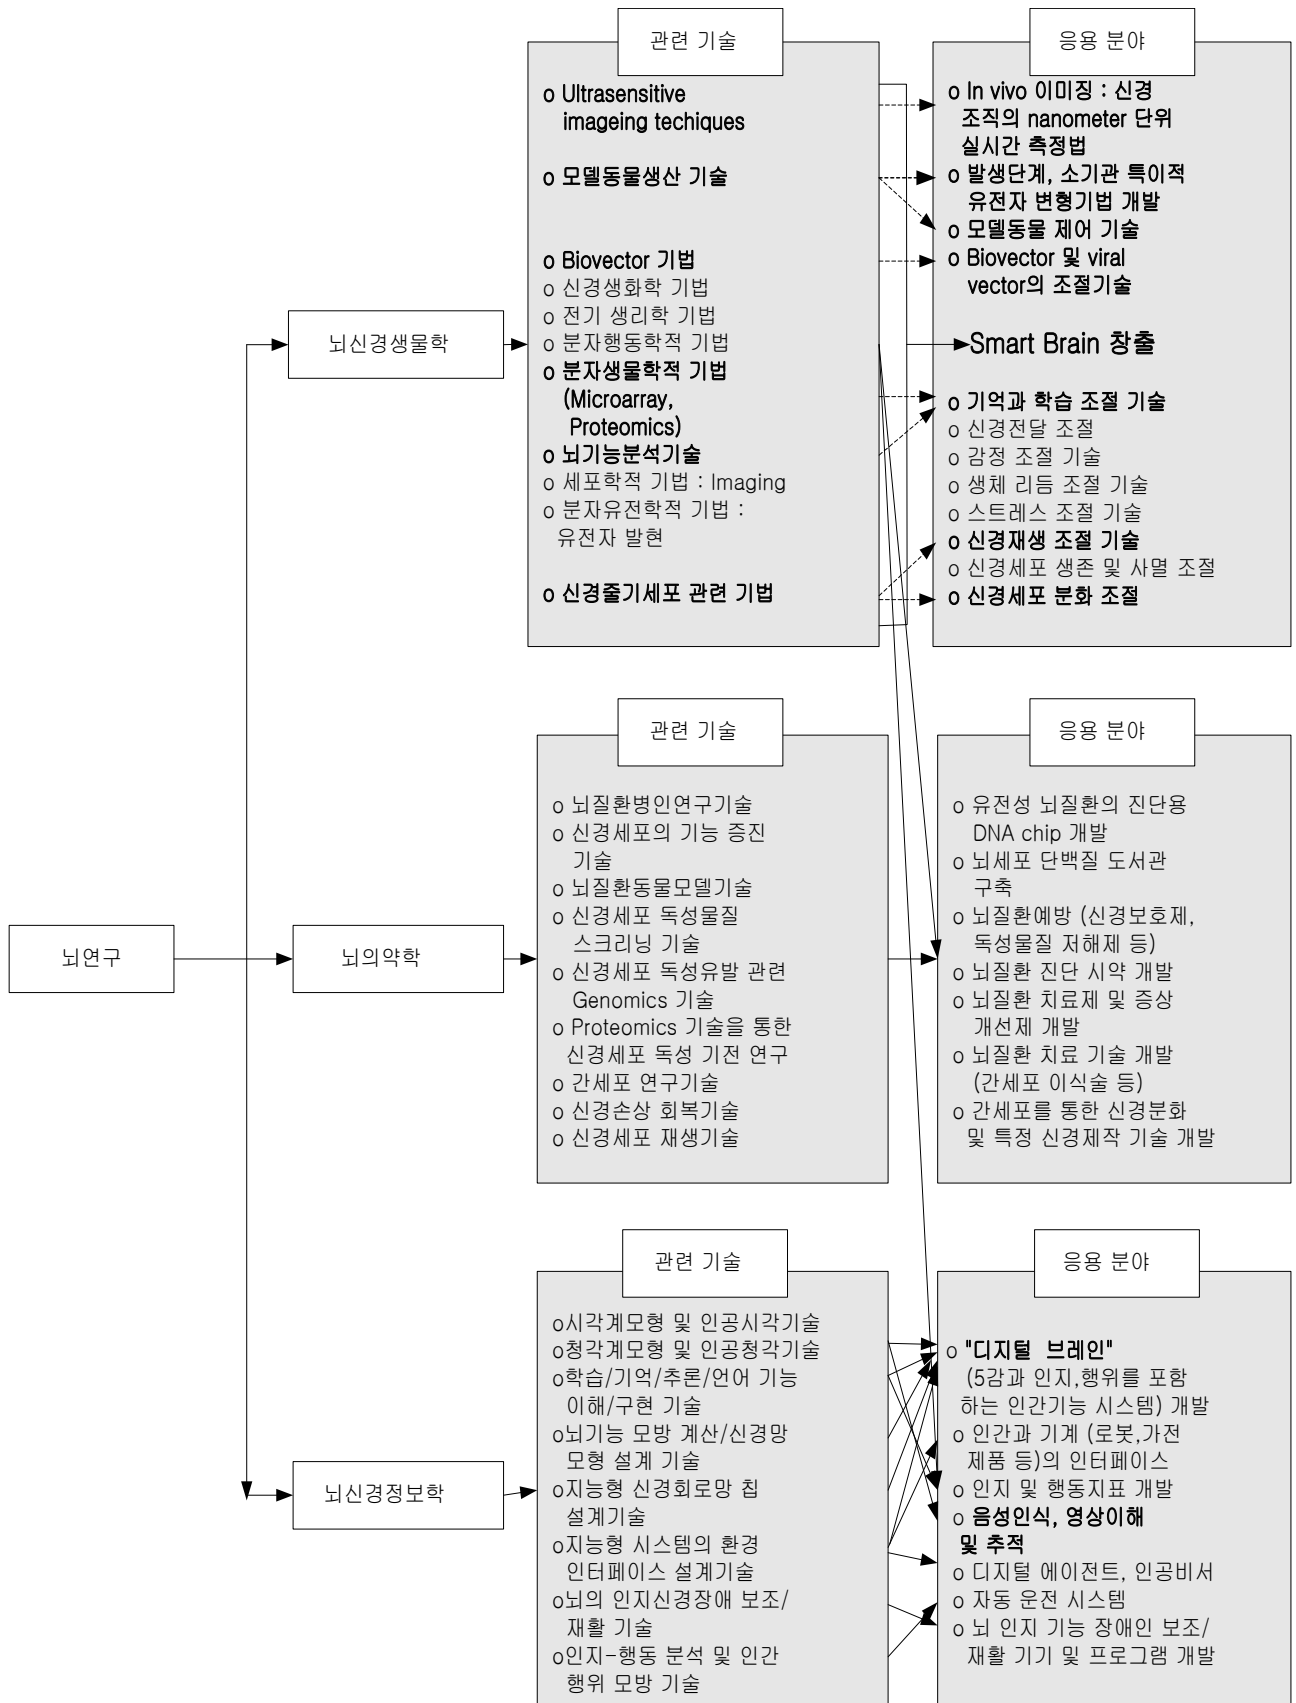 관련 기술
o Ultrasensitive
imageing techiques
o 모델동물생산 기술
o Biovector 기법
o 신경생화학 기법
o 전기 생리학 기법
o 분자행동학적 기법
o 분자생물학적 기법
(Microarray,
Proteomics)
o 뇌기능분석기술
o 세포학적 기법 : Imaging
o 분자유전학적 기법 :
유전자 발현
o 신경줄기세포 관련 기법
응용 분야
o In vivo 이미징 : 신경
조직의 nanometer 단위
실시간 측정법
o 발생단계, 소기관 특이적
유전자 변형기법 개발
o 모델동물 제어 기술
o Biovector 및 viral
vector의 조절기술
Smart Brain 창출
o 기억과 학습 조절 기술
o 신경전달 조절
o 감정 조절 기술
o 생체 리듬 조절 기술
o 스트레스 조절 기술
o 신경재생 조절 기술
o 신경세포 생존 및 사멸 조절
o 신경세포 분화 조절
뇌신경생물학
관련 기술
o 뇌질환병인연구기술
o 신경세포의 기능 증진
기술
o 뇌질환동물모델기술
o 신경세포 독성물질
스크리닝 기술
o 신경세포 독성유발 관련
Genomics 기술
o Proteomics 기술을 통한
신경세포 독성 기전 연구
o 간세포 연구기술
o 신경손상 회복기술
o 신경세포 재생기술
응용 분야
o 유전성 뇌질환의 진단용
DNA chip 개발
o 뇌세포 단백질 도서관
구축
o 뇌질환예방 (신경보호제,
독성물질 저해제 등)
o 뇌질환 진단 시약 개발
o 뇌질환 치료제 및 증상
개선제 개발
o 뇌질환 치료 기술 개발
(간세포 이식술 등)
o 간세포를 통한 신경분화
및 특정 신경제작 기술 개발
뇌연구
뇌의약학
관련 기술
o시각계모형 및 인공시각기술
o청각계모형 및 인공청각기술
o학습/기억/추론/언어 기능
이해/구현 기술
o뇌기능 모방 계산/신경망
모형 설계 기술
o지능형 신경회로망 칩
설계기술
o지능형 시스템의 환경
인터페이스 설계기술
o뇌의 인지신경장애 보조/
재활 기술
o인지-행동 분석 및 인간
행위 모방 기술
응용 분야
o "디지털 브레인"
(5감과 인지,행위를 포함
하는 인간기능 시스템) 개발
o 인간과 기계 (로봇,가전
제품 등)의 인터페이스
o 인지 및 행동지표 개발
o 음성인식, 영상이해
및 추적
o 디지털 에이전트, 인공비서
o 자동 운전 시스템
o 뇌 인지 기능 장애인 보조/
재활 기기 및 프로그램 개발
뇌신경정보학